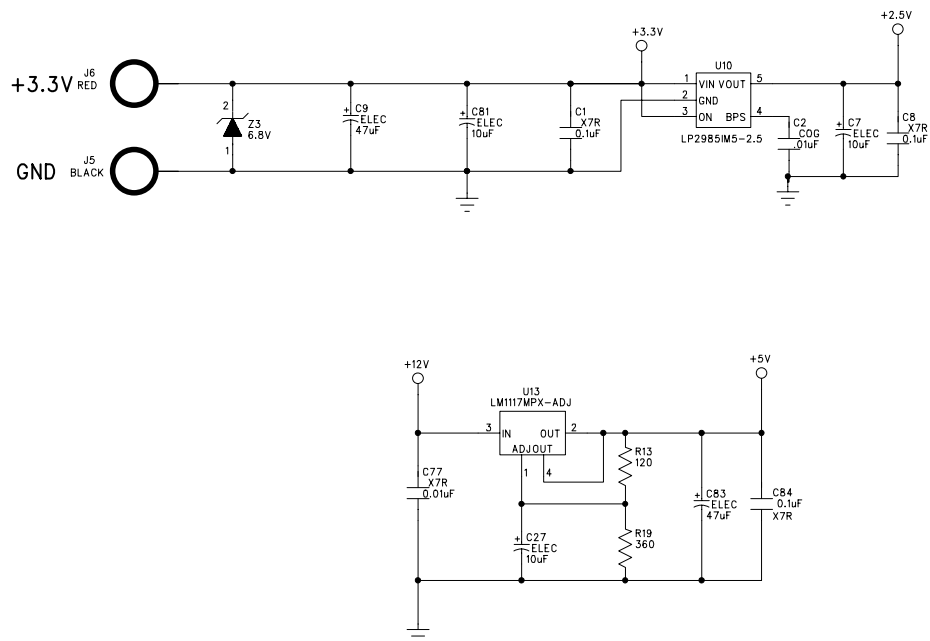 +2.5V
+3.3V
U10
+3.3V J6 RED
1 VIN VOUT 5
2 GND
3 ON BPS 4
LP2985IM5-2.5
2
Z3
6.8V
1
C9
ELEC
47uF
C81
ELEC
10uF
C1
X7R
0.1uF
C2
COG
.01uF
C7
ELEC
10uF
C8
X7R
0.1uF
GND J5 BLACK
+12V
+5V
U13
LM1117MPX-ADJ
3 IN OUT 2
ADJOUT
1 4
R13
120
C77
X7R
0.01uF
C83
ELEC
47uF
C84
0.1uF
X7R
C27
ELEC
10uF
R19
360